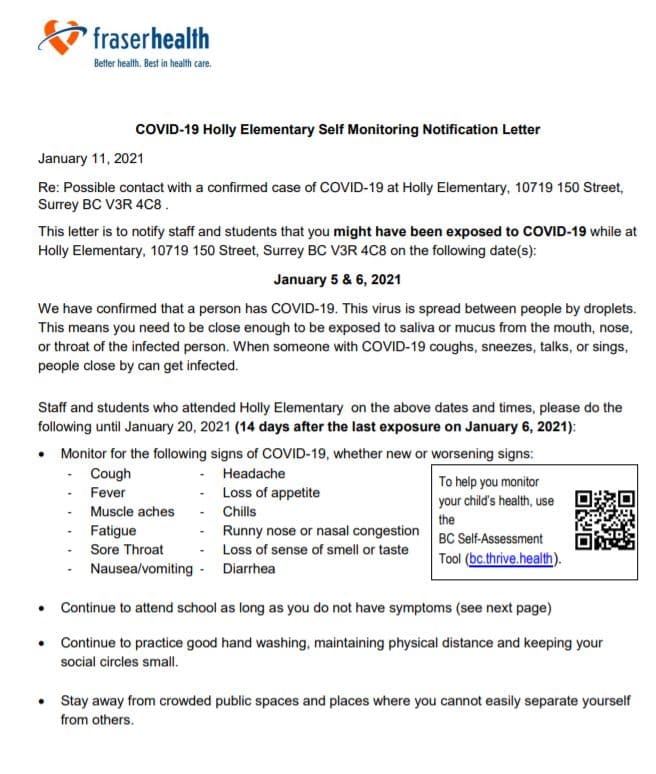 fraserhealth
Better health. Best in health care.
COVID-19 Holly Elementary Self Monitoring Notification Letter
January 11, 2021
Re: Possible contact with a confirmed case of COVID-19 at Holly Elementary, 10719 150 Street,
Surrey BC V3R 4C8 .
This letter is to notify staff and students that you might have been exposed to COVID-19 while at
Holly Elementary, 10719 150 Street, Surrey BC V3R 4C8 on the following date(s):
January 5 & 6, 2021
We have confirmed that a person has COVID-19. This virus is spread between people by droplets.
This means you need to be close enough to be exposed to saliva or mucus from the mouth, nose,
or throat of the infected person. When someone with COVID-19 coughs, sneezes, talks, or sings,
people close by can get infected.
Staff and students who attended Holly Elementary on the above dates and times, please do the
following until January 20, 2021 (14 days after the last exposure on January 6, 2021):
• Monitor for the following signs of COVID-19, whether new or worsening signs:
- Cough
- Fever
- Muscle aches
- Fatigue
- Sore Throat
- Nausea/vomiting
- Headache
- Loss of appetite
- Chills
- Runny nose or nasal congestion
- Loss of sense of smell or taste
- Diarrhea
To help you monitor
your child's health, use
the
BC Self-Assessment
Tool (bc.thrive.health).
• Continue to attend school as long as you do not have symptoms (see next page)
• Continue to practice good hand washing, maintaining physical distance and keeping your
social circles small.
• Stay away from crowded public spaces and places where you cannot easily separate yourself
from others.